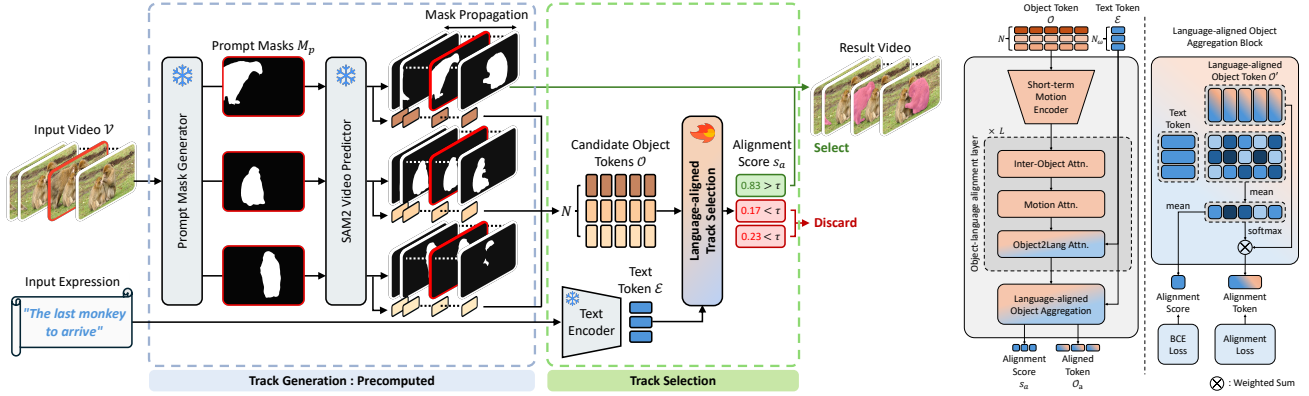 Mask Propagation
Prompt Masks M_p
Input Video 𝒱
Prompt Mask Generator
SAM2 Video Predictor
Input Expression
"The last monkey
to arrive"
Track Generation : Precomputed
Candidate Object
Tokens 𝒪
N
Text
Encoder
Text
Token ℰ
Language-aligned
Track Selection
Alignment
Score s_a
0.83 > τ
0.17 < τ
0.23 < τ
Result Video
Select
Discard
Track Selection
Object Token
𝒪
Text Token
ℰ
N
N_ω
Short-term
Motion
Encoder
× L
Object-language alignment layer
Inter-Object Attn.
Motion Attn.
Object2Lang Attn.
Language-aligned
Object Aggregation
Alignment
Score
s_a
Aligned
Token
𝒪_a
Language-aligned Object
Aggregation Block
Language-aligned
Object Token 𝒪′
Text
Token
mean
mean
softmax
Alignment
Score
Alignment
Token
BCE
Loss
Alignment
Loss
: Weighted Sum